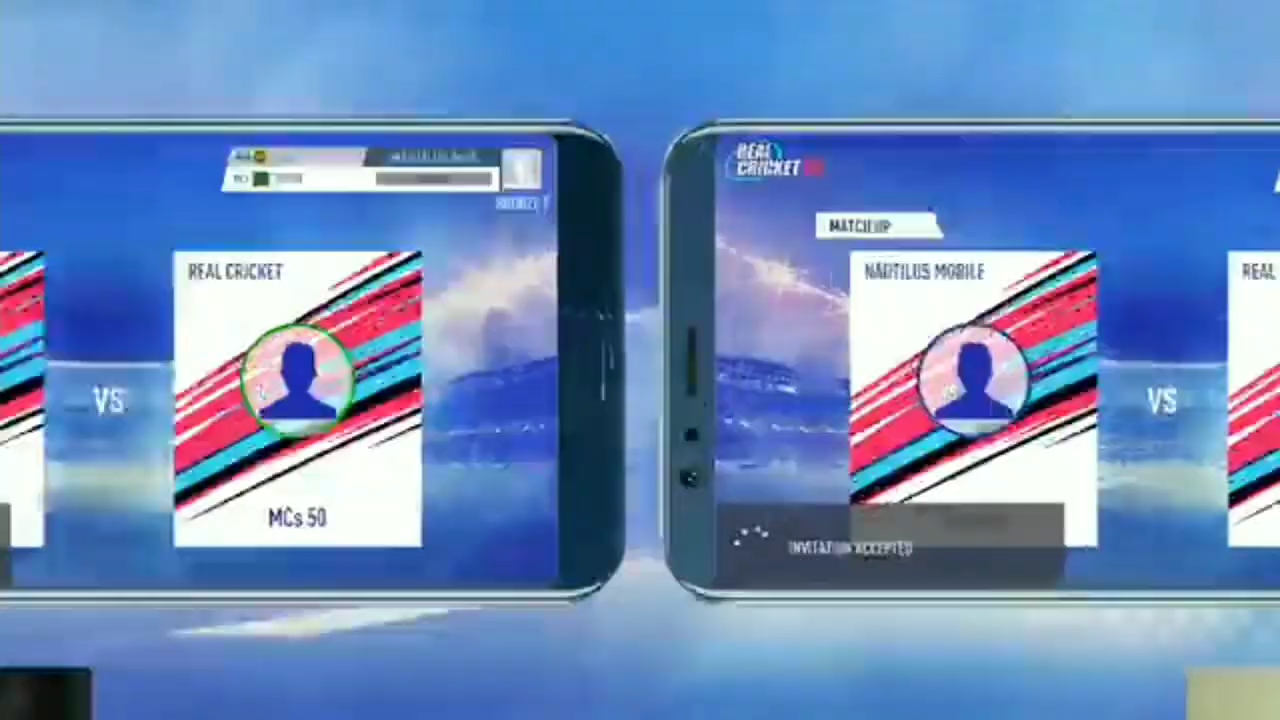 REAL CRICKET
VS
MCs 50
REAL
CRICKET
MATCHUP
NAUTILUS MOBILE
VS
REAL
INVITATION ACCEPTED